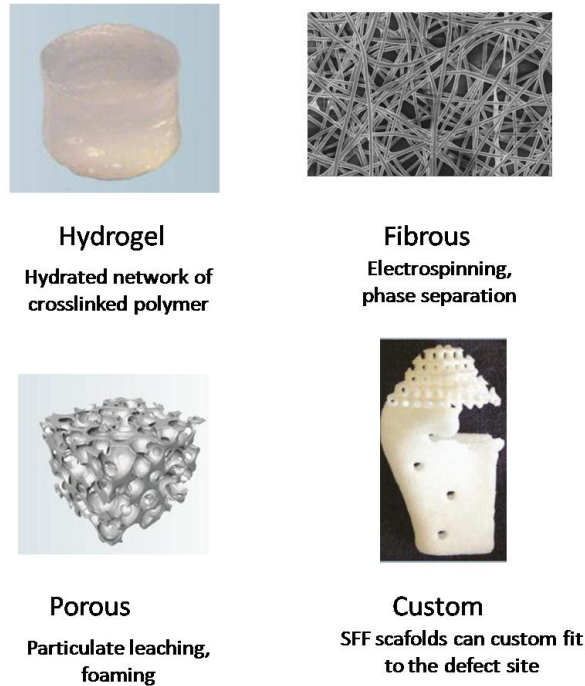 Hydrogel
Hydrated network of
crosslinked polymer
Fibrous
Electrospinning,
phase separation
Porous
Particulate leaching,
foaming
Custom
SFF scafolds can custom fit
to the defect site